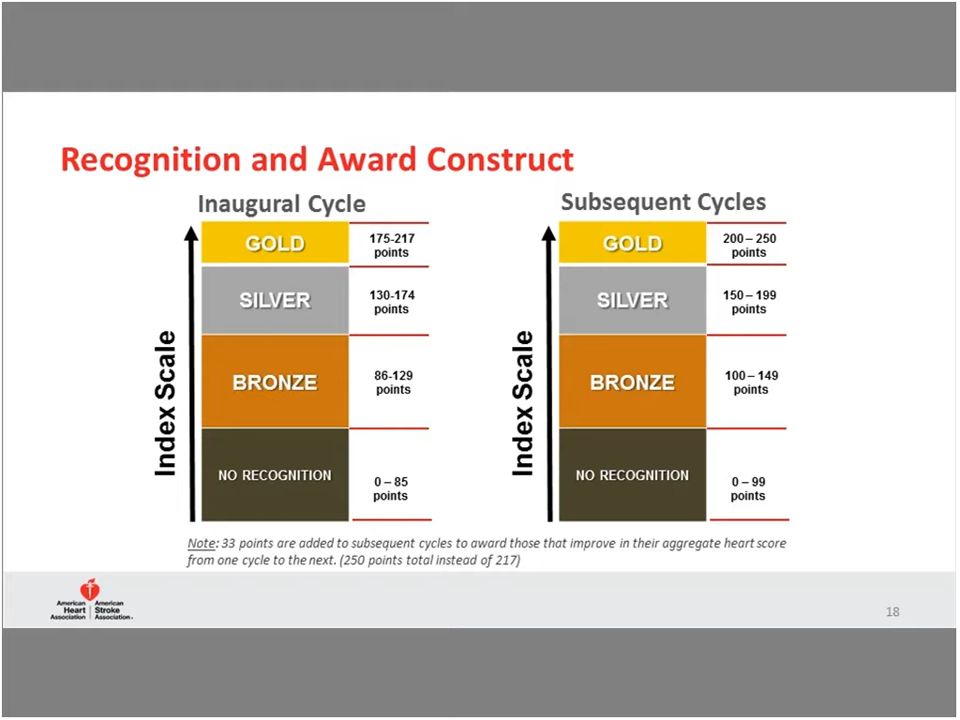 Recognition and Award Construct
Inaugural Cycle
Index Scale
GOLD
175-217
points
SILVER
130-174
points
BRONZE
86-129
points
NO RECOGNITION
0 – 85
points
Subsequent Cycles
Index Scale
GOLD
200 – 250
points
SILVER
150 – 199
points
BRONZE
100 – 149
points
NO RECOGNITION
0 – 99
points
Note: 33 points are added to subsequent cycles to award those that improve in their aggregate heart score
from one cycle to the next. (250 points total instead of 217)
American
Heart
Association
American
Stroke
Association®
18